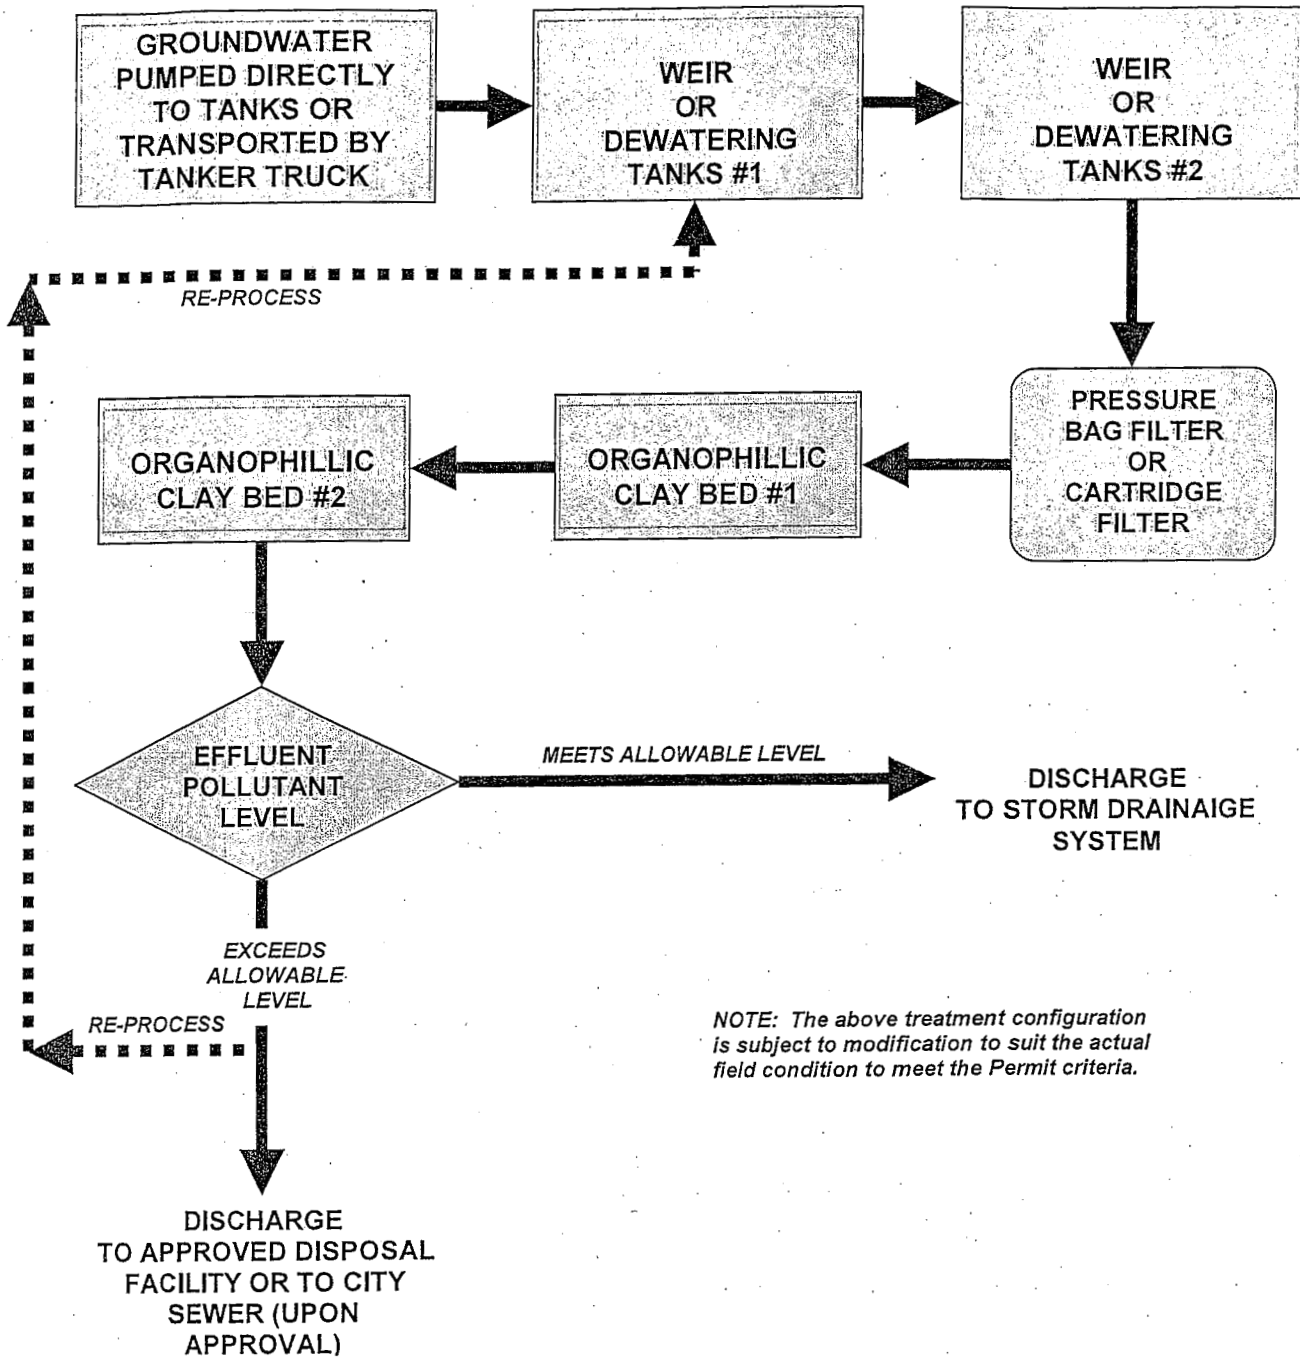 GROUNDWATER
PUMPED DIRECTLY
TO TANKS OR
TRANSPORTED BY
TANKER TRUCK
WEIR
OR
DEWATERING
TANKS #1
WEIR
OR
DEWATERING
TANKS #2
RE-PROCESS
PRESSURE
BAG FILTER
OR
CARTRIDGE
FILTER
ORGANOPHILLIC
CLAY BED #1
ORGANOPHILLIC
CLAY BED #2
EFFLUENT
POLLUTANT
LEVEL
MEETS ALLOWABLE LEVEL
DISCHARGE
TO STORM DRAINAIGE
SYSTEM
EXCEEDS
ALLOWABLE
LEVEL
RE-PROCESS
NOTE: The above treatment configuration
is subject to modification to suit the actual
field condition to meet the Permit criteria.
DISCHARGE
TO APPROVED DISPOSAL
FACILITY OR TO CITY
SEWER (UPON
APPROVAL)